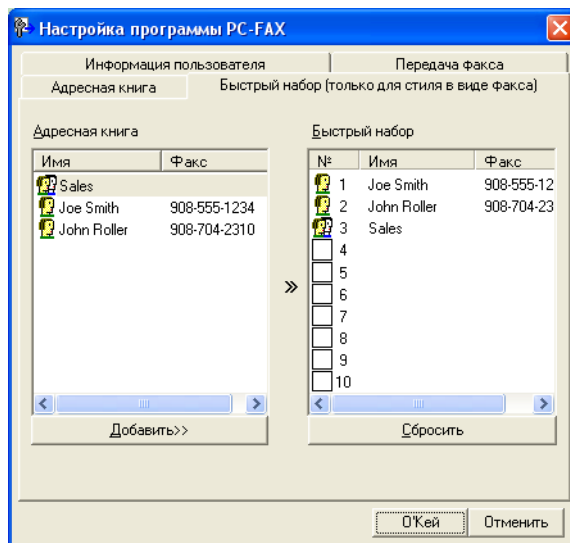 Настройка программы PC-FAX
Информация пользователя Передача факса
Адресная книга Быстрый набор (только для стиля в виде факса)
Адресная книга Быстрый набор
Имя Факс № Имя Факс
Sales 1 Joe Smith 908-555-12
Joe Smith 908-555-1234 2 John Roller 908-704-23
John Roller 908-704-2310 3 Sales
4
5
6
»
7
8
9
10
Добавить>> Сбросить
О'Кей Отменить